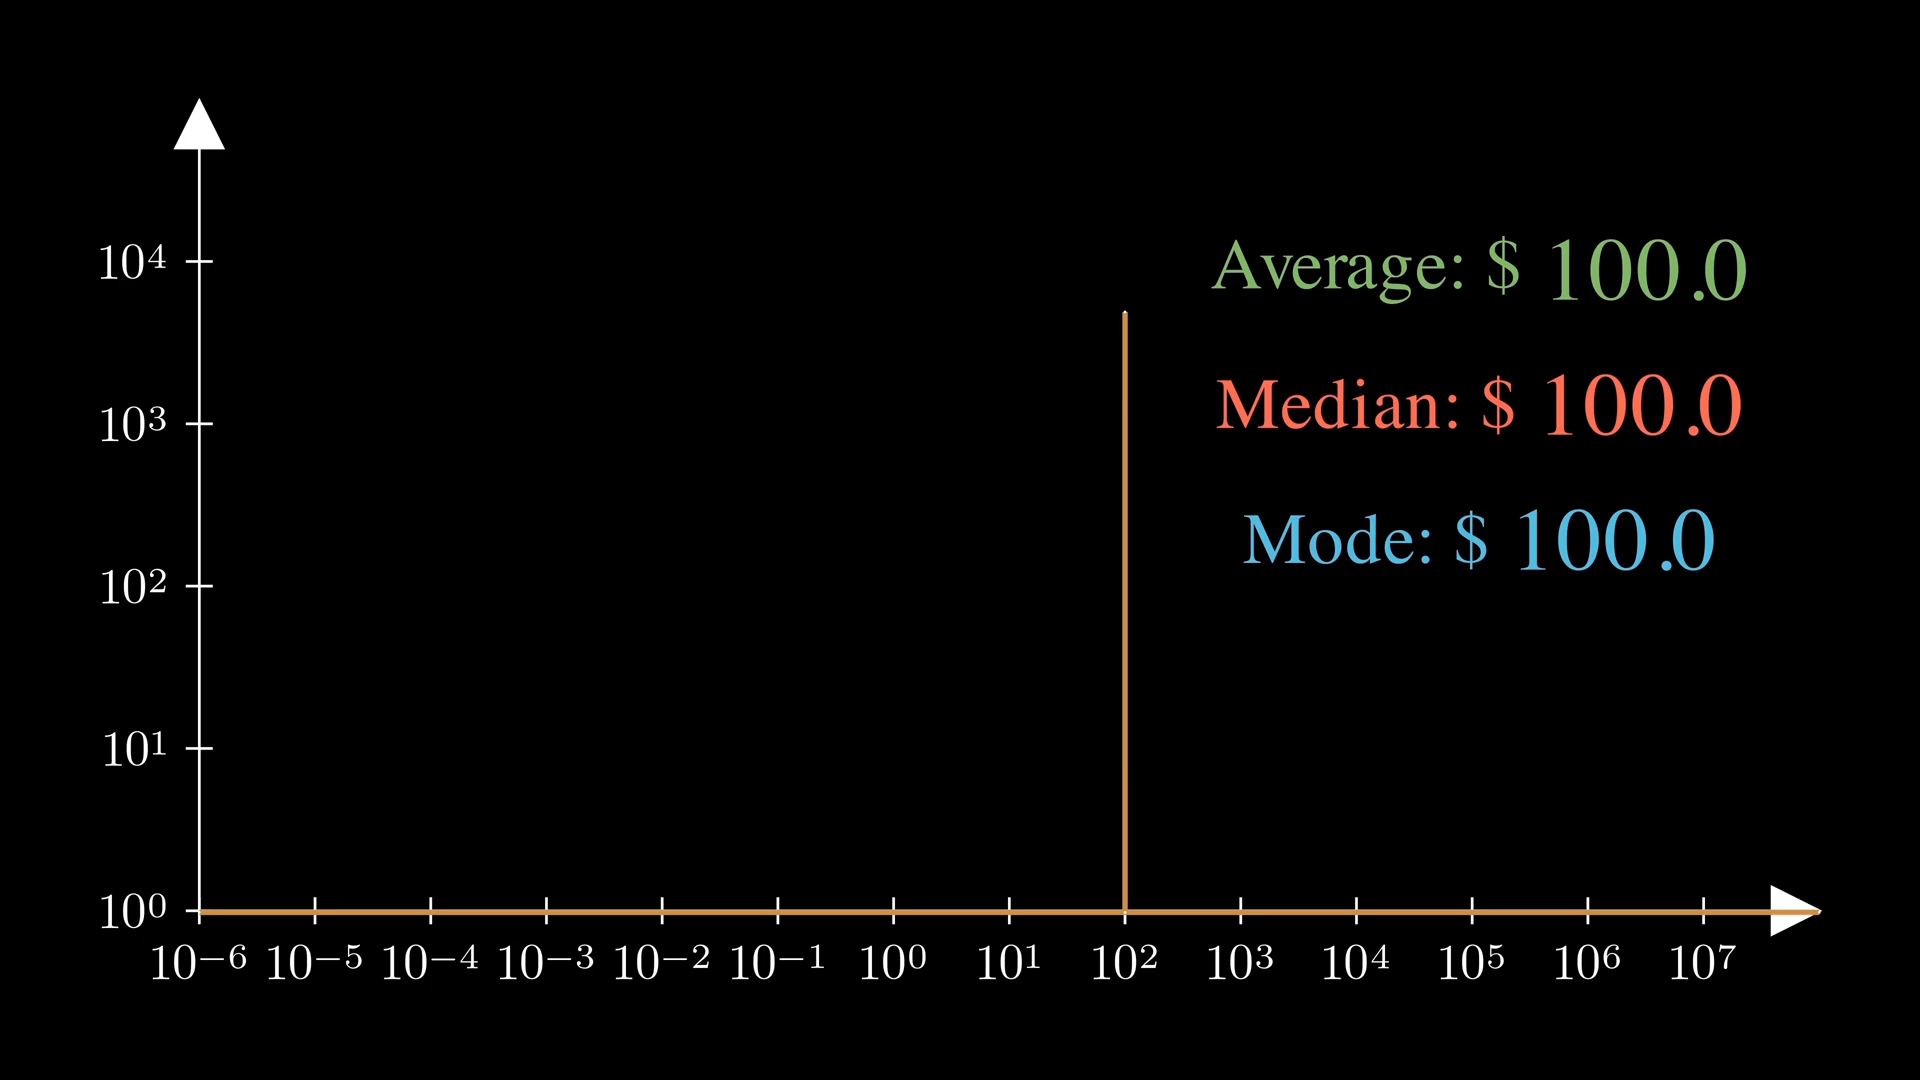 10⁴
Average: $ 100.0
10³
Median: $ 100.0
10²
Mode: $ 100.0
10¹
10⁰
10⁻⁶ 10⁻⁵ 10⁻⁴ 10⁻³ 10⁻² 10⁻¹ 10⁰ 10¹ 10² 10³ 10⁴ 10⁵ 10⁶ 10⁷